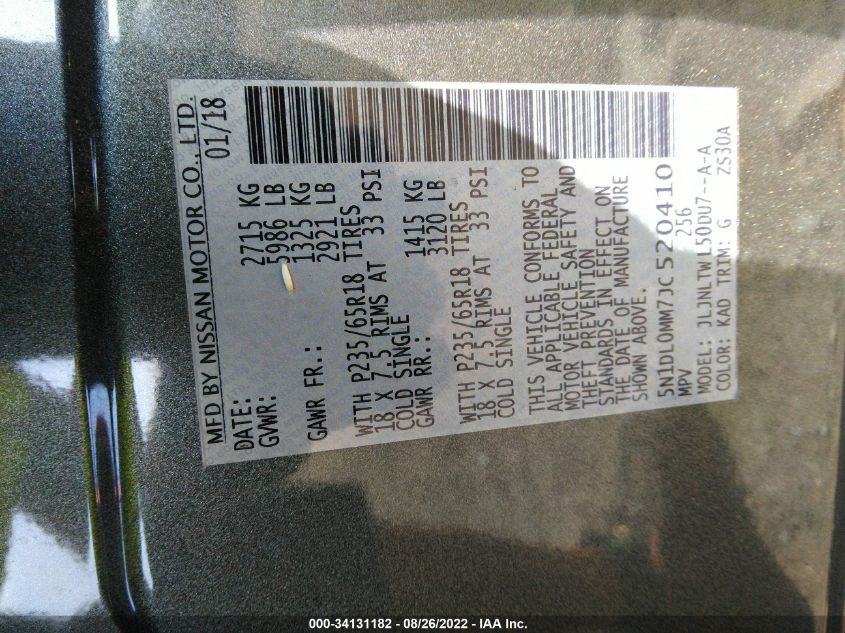 MFD BY NISSAN MOTOR CO., LTD.
DATE: 01/18
GVWR: 2715 KG
5986 LB
GAWR FR.: 1325 KG
2921 LB
WITH P235/65R18 TIRES
18 X 7.5 RIMS AT 33 PSI
COLD SINGLE
GAWR RR.: 1415 KG
3120 LB
WITH P235/65R18 TIRES
18 X 7.5 RIMS AT 33 PSI
COLD SINGLE
THIS VEHICLE CONFORMS TO
ALL APPLICABLE FEDERAL
MOTOR VEHICLE SAFETY AND
THEFT PREVENTION
STANDARDS IN EFFECT ON
THE DATE OF MANUFACTURE
SHOWN ABOVE.
5N1DL0MM7JC520410
MPV 256
MODEL: JLJNLTWL50DU7--A-A
COLOR: KAD TRIM: G ZS30A
000-34131182 - 08/26/2022 - IAA Inc.